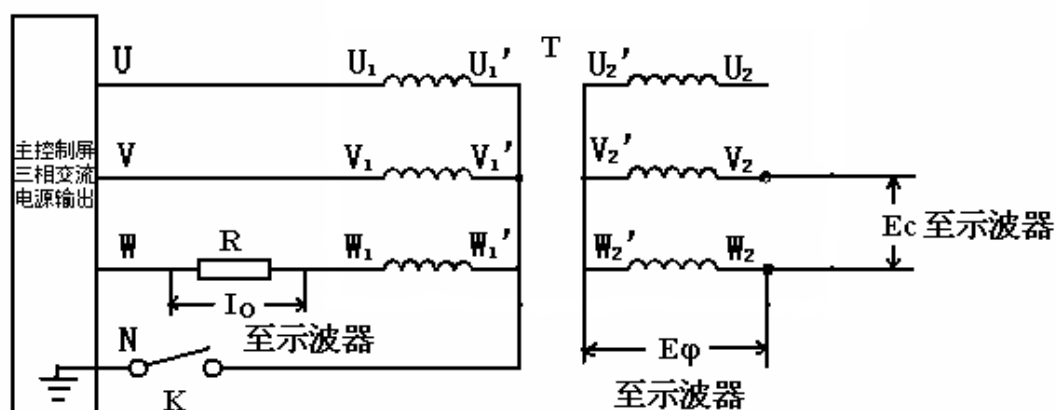 主控制屏
三相交流
电源输出
U U₁ U₁' T U₂' U₂
V V₁ V₁' V₂' V₂
Ec 至示波器
W R W₁ W₁' W₂' W₂
I₀
至示波器
N
K
Eφ
至示波器